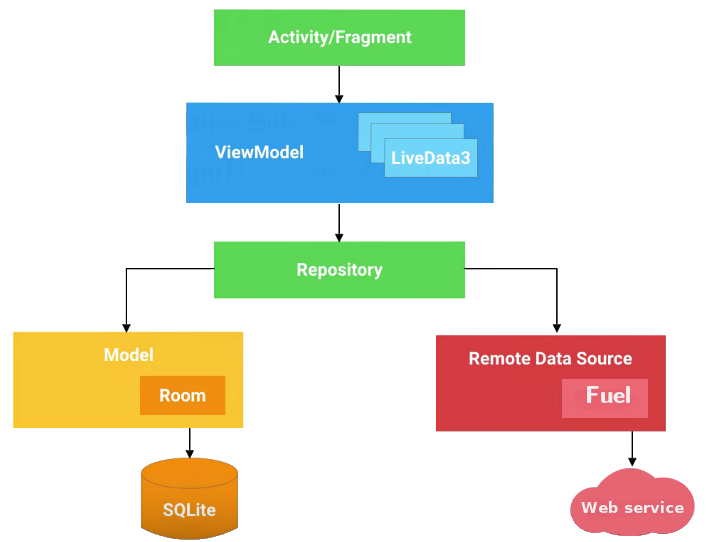 Activity/Fragment
ViewModel
LiveData3
Repository
Model
Room
Remote Data Source
Fuel
SQLite
Web service